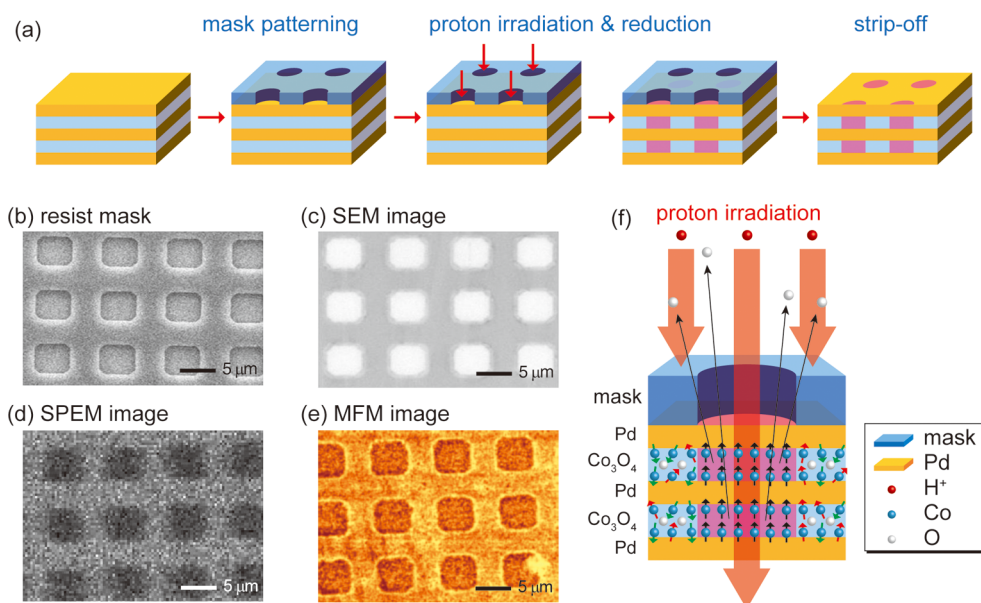 (a)
mask patterning
proton irradiation & reduction
strip-off
(b) resist mask
5 μm
(c) SEM image
5 μm
(d) SPEM image
5 μm
(e) MFM image
5 μm
(f)
proton irradiation
mask
Pd
Co₃O₄
Pd
Co₃O₄
Pd
mask
Pd
H⁺
Co
O